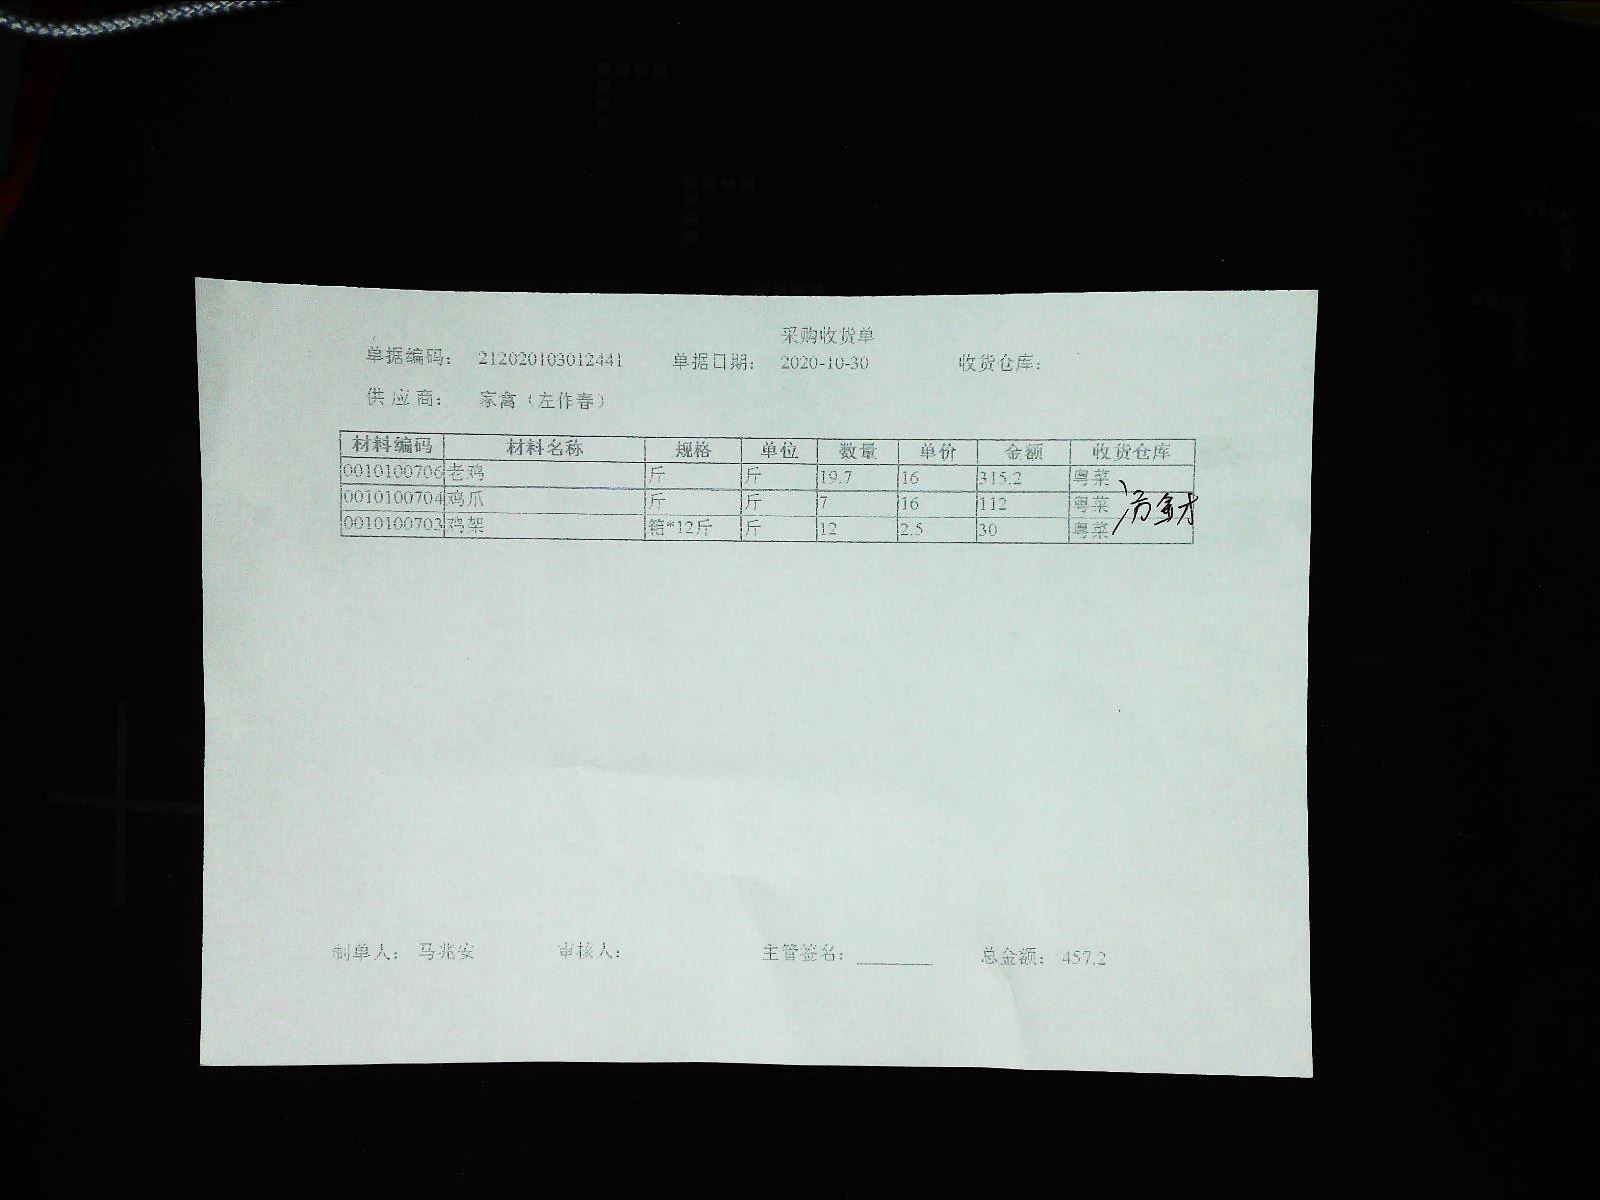 采购收货单
单据编码： 212020103012441 单据日期： 2020-10-30 收货仓库：
供 应 商： 家禽（左作春）
材料编码 材料名称 规格 单位 数量 单价 金额 收货仓库
0010100706 老鸡 斤 斤 19.7 16 315.2 粤菜
0010100704 鸡爪 斤 斤 7 16 112 粤菜
0010100703 鸡架 箱*12斤 斤 12 2.5 30 粤菜
制单人： 马兆安 审核人： 主管签名： 总金额： 457.2